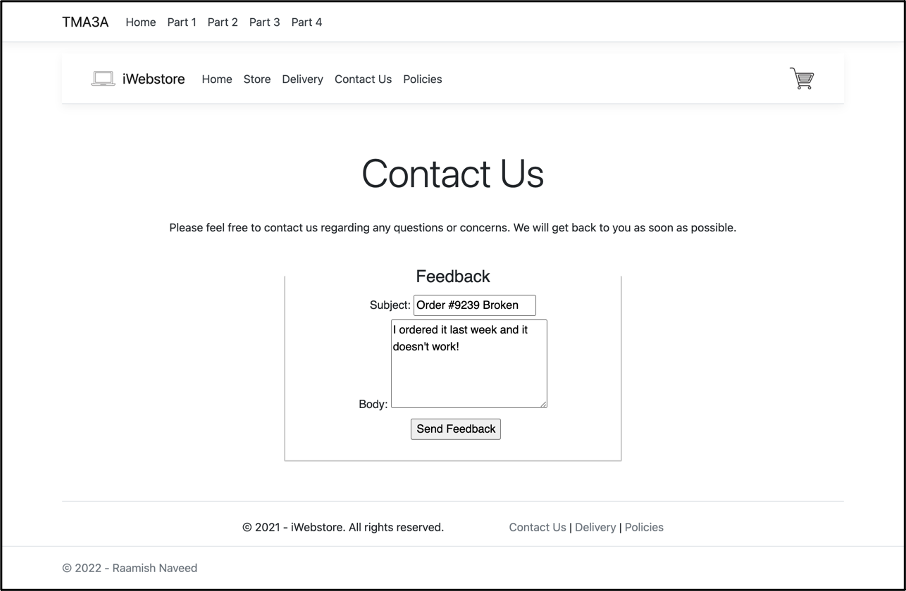 TMA3A Home Part 1 Part 2 Part 3 Part 4
iWebstore Home Store Delivery Contact Us Policies
Contact Us
Please feel free to contact us regarding any questions or concerns. We will get back to you as soon as possible.
Feedback
Subject: Order #9239 Broken
I ordered it last week and it
doesn't work!
Body:
Send Feedback
© 2021 - iWebstore. All rights reserved. Contact Us | Delivery | Policies
© 2022 - Raamish Naveed